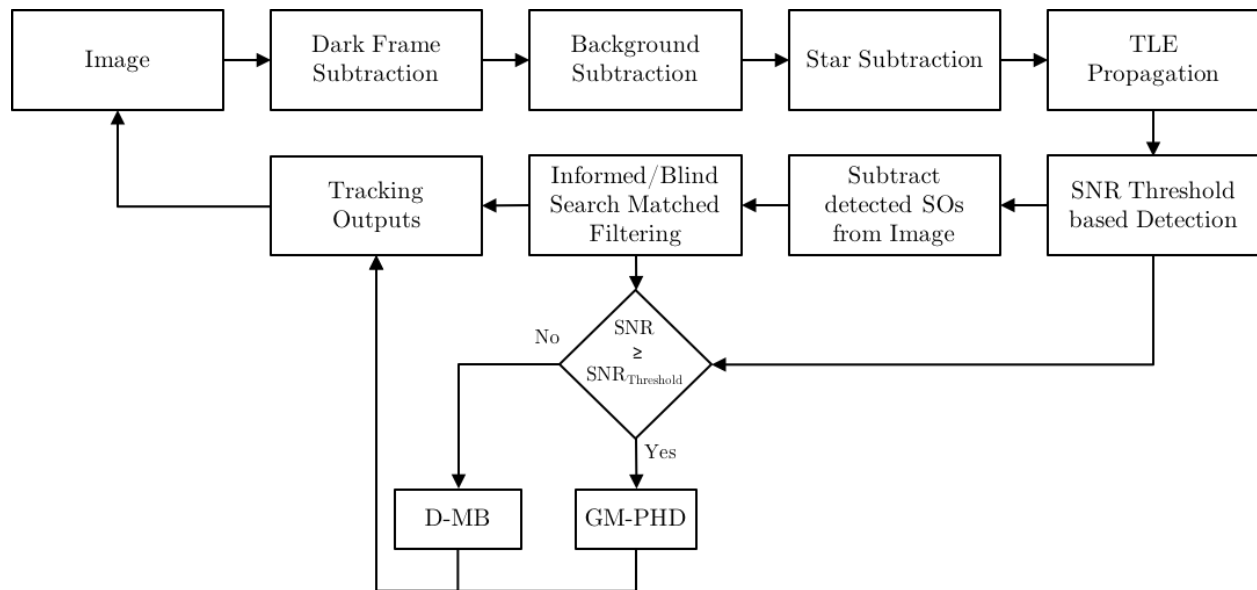 Image
Dark Frame
Subtraction
Background
Subtraction
Star Subtraction
TLE
Propagation
Tracking
Outputs
Informed/Blind
Search Matched
Filtering
Subtract
detected SOs
from Image
SNR Threshold
based Detection
No
SNR
≥
SNR_Threshold
Yes
D-MB
GM-PHD